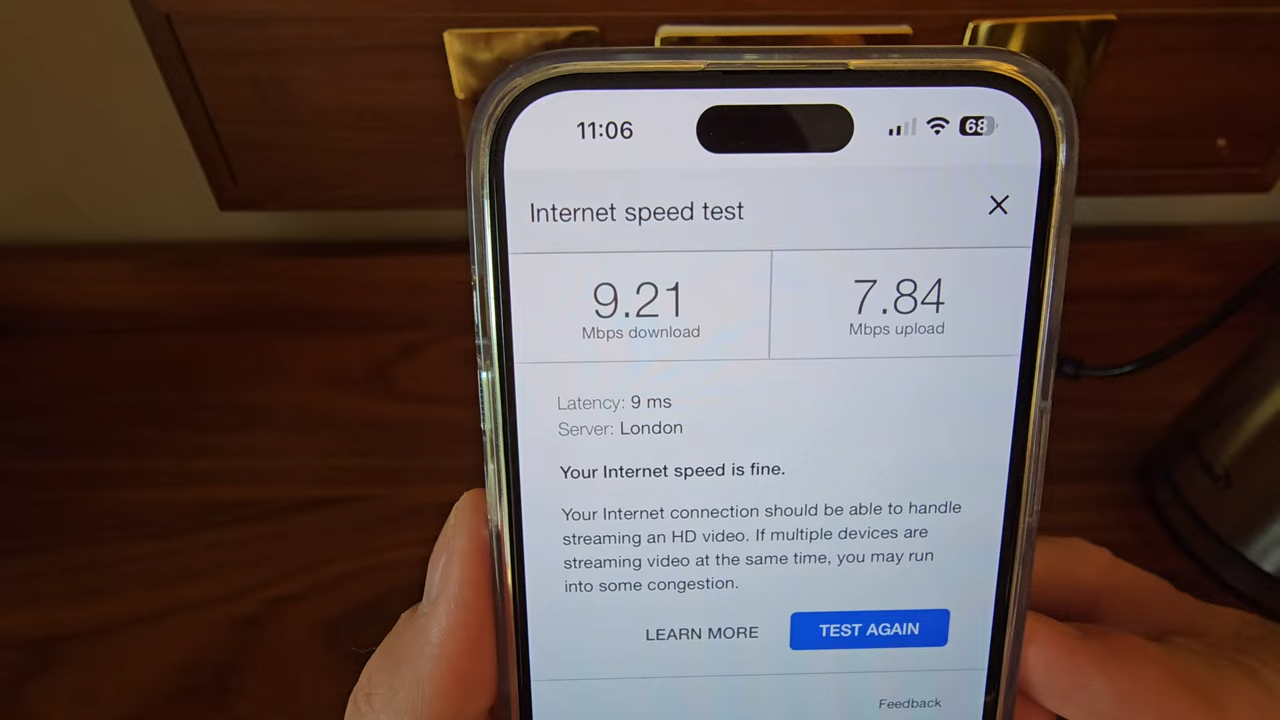 11:06
68
Internet speed test
9.21
Mbps download
7.84
Mbps upload
Latency: 9 ms
Server: London
Your Internet speed is fine.
Your Internet connection should be able to handle
streaming an HD video. If multiple devices are
streaming video at the same time, you may run
into some congestion.
LEARN MORE
TEST AGAIN
Feedback